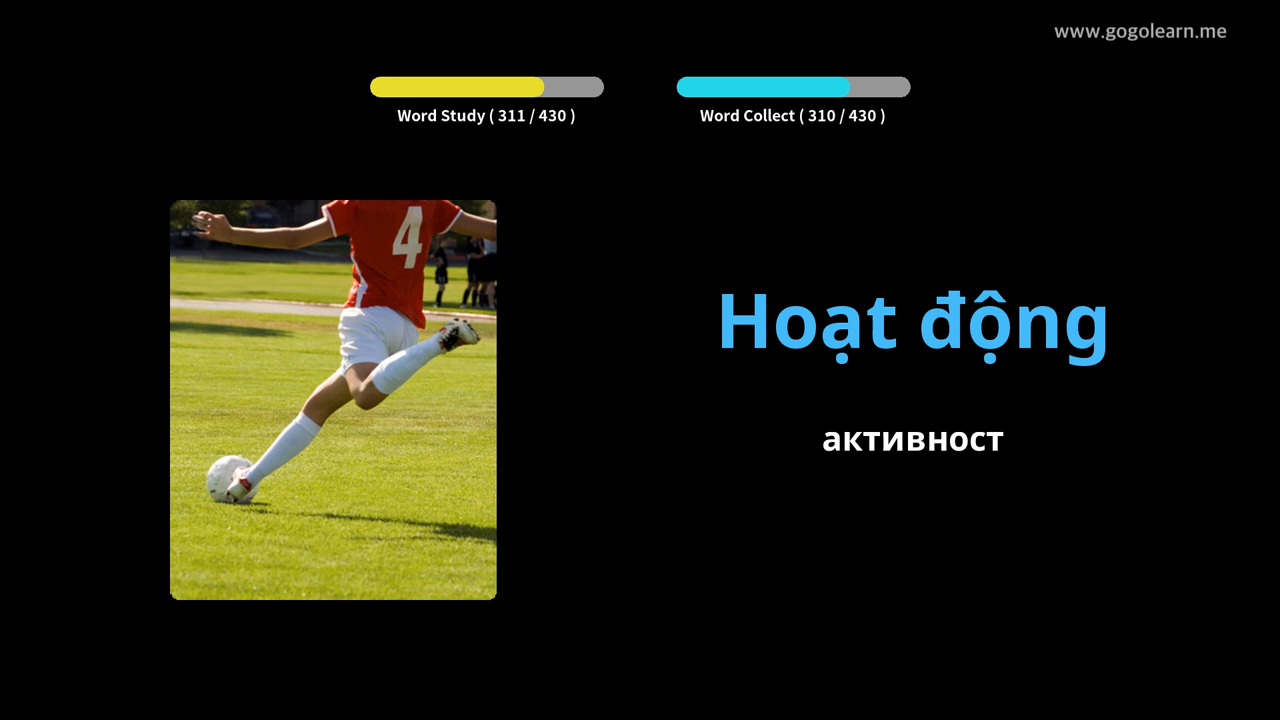 www.gogolearn.me
Word Study ( 311 / 430 )
Word Collect ( 310 / 430 )
4
Hoạt động
активност